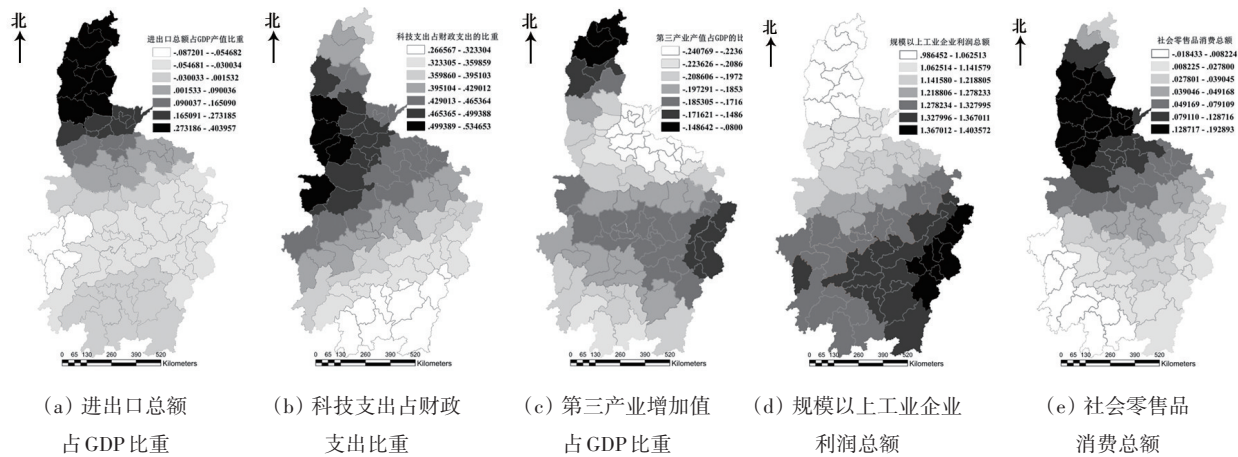 北
进出口总额占GDP产值比重
-.087201 - -.054682
-.054681 - -.030034
-.030033 - .001532
.001533 - .090036
.090037 - .165090
.165091 - .273185
.273186 - .403957
0 65 130 260 390 520
Kilometers
(a) 进出口总额
占GDP比重
北
科技支出占财政支出的比重
.266567 - .323304
.323305 - .359859
.359860 - .395103
.395104 - .429012
.429013 - .465364
.465365 - .499388
.499389 - .534653
0 65 130 260 390 520
Kilometers
(b) 科技支出占财政
支出比重
北
第三产业产值占GDP的比
-.240769 - -.2236
-.223626 - -.2086
-.208606 - -.1972
-.197291 - -.1853
-.185305 - -.1716
-.171621 - -.1486
-.148642 - -.0800
0 65 130 260 390 520
Kilometers
(c) 第三产业增加值
占GDP比重
北
规模以上工业企业利润总额
.986452 - 1.062513
1.062514 - 1.141579
1.141580 - 1.218805
1.218806 - 1.278233
1.278234 - 1.327995
1.327996 - 1.367011
1.367012 - 1.403572
0 65 130 260 390 520
Kilometers
(d) 规模以上工业企业
利润总额
北
社会零售品消费总额
-.018433 - .008224
.008225 - .027800
.027801 - .039045
.039046 - .049168
.049169 - .079109
.079110 - .128716
.128717 - .192893
0 65 130 260 390 520
Kilometers
(e) 社会零售品
消费总额